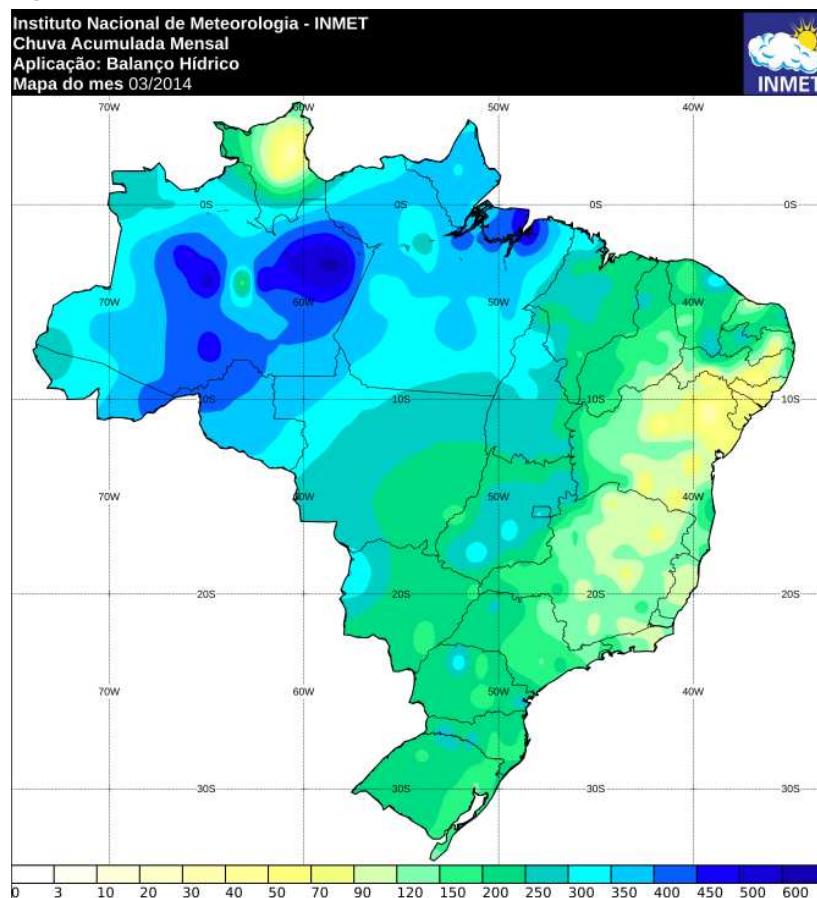 Instituto Nacional de Meteorologia - INMET
Chuva Acumulada Mensal
Aplicação: Balanço Hídrico
Mapa do mes 03/2014
INMET
70W 60W 50W 40W
0S 0S 0S 0S
70W 60W 50W 40W
10S 10S 10S
70W 60W 50W 40W
20S 20S 20S
70W 60W 50W 40W
30S 30S 30S
0 3 10 20 30 40 50 70 90 120 150 200 250 300 350 400 450 500 600